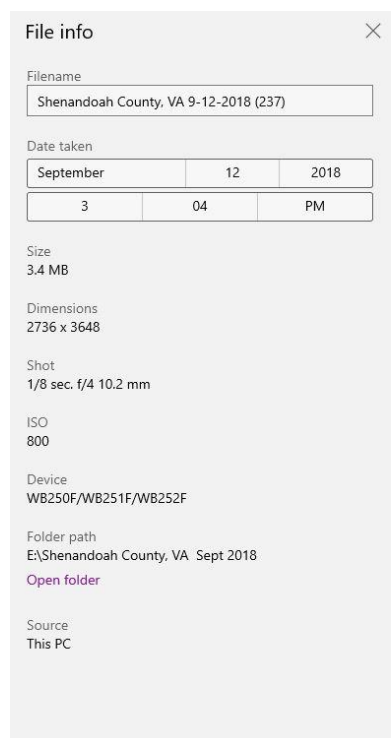 File info
Filename
Shenandoah County, VA 9-12-2018 (237)
Date taken
September 12 2018
3 04 PM
Size
3.4 MB
Dimensions
2736 x 3648
Shot
1/8 sec. f/4 10.2 mm
ISO
800
Device
WB250F/WB251F/WB252F
Folder path
E:\Shenandoah County, VA  Sept 2018
Open folder
Source
This PC